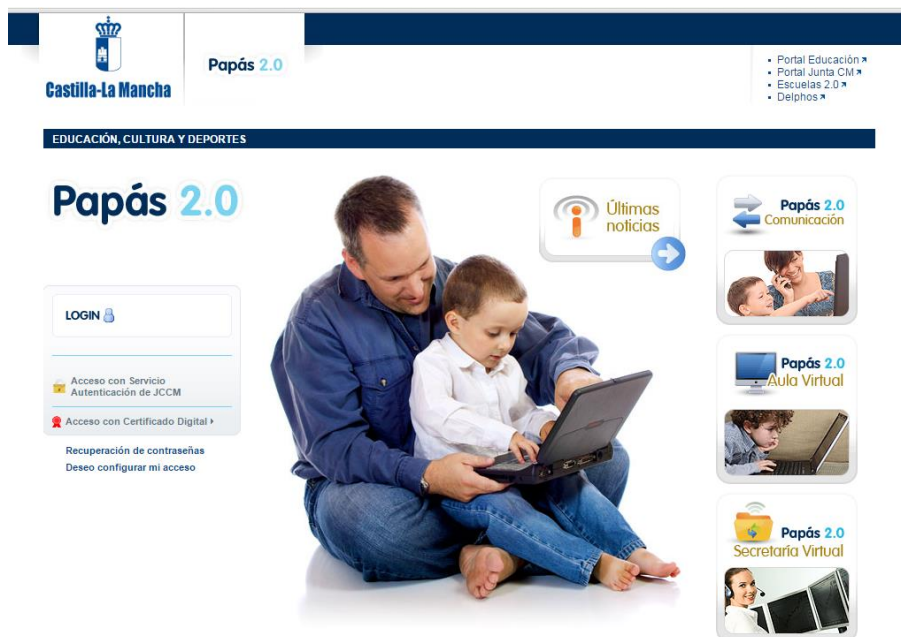 Castilla-La Mancha
Papás 2.0
Portal Educación
Portal Junta CM
Escuelas 2.0
Delphos
EDUCACIÓN, CULTURA Y DEPORTES
Papás 2.0
LOGIN
Acceso con Servicio
Autenticación de JCCM
Acceso con Certificado Digital
Recuperación de contraseñas
Deseo configurar mi acceso
Últimas
noticias
Papás 2.0
Comunicación
Papás 2.0
Aula Virtual
Papás 2.0
Secretaría Virtual